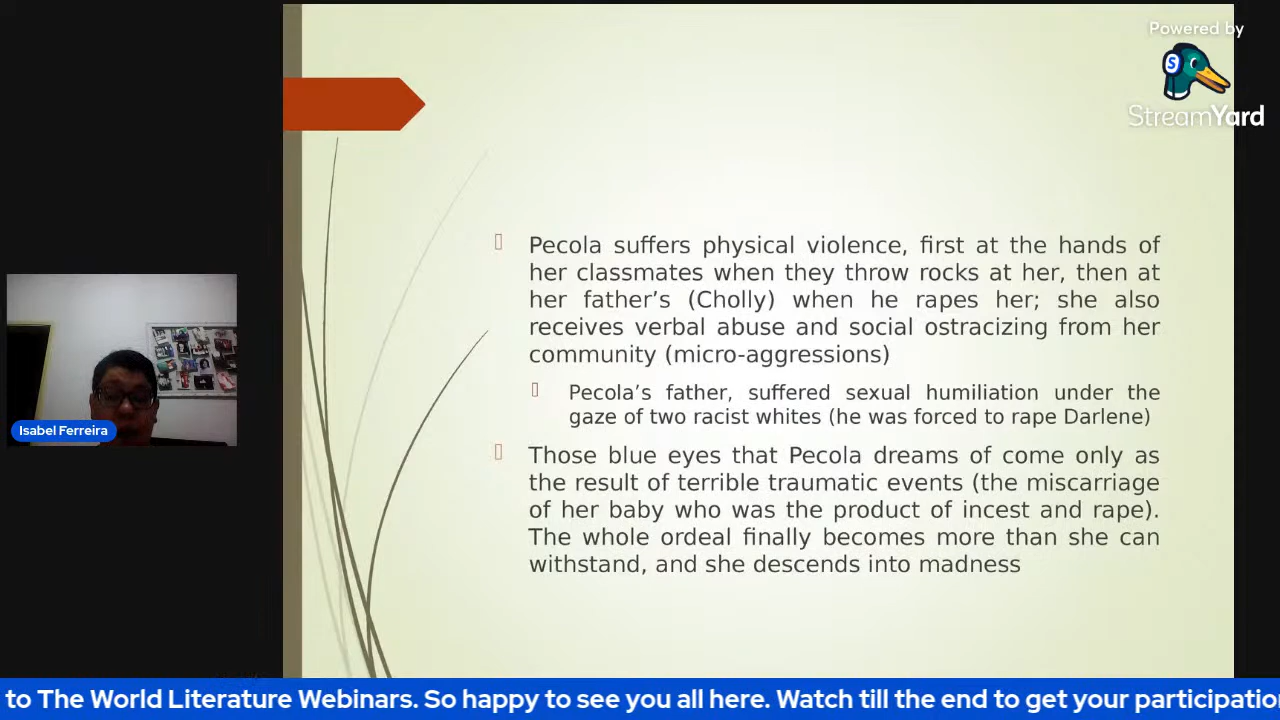 Powered by
S
StreamYard
Pecola suffers physical violence, first at the hands of
her classmates when they throw rocks at her, then at
her father’s (Cholly) when he rapes her; she also
receives verbal abuse and social ostracizing from her
community (micro-aggressions)
Pecola’s father, suffered sexual humiliation under the
gaze of two racist whites (he was forced to rape Darlene)
Those blue eyes that Pecola dreams of come only as
the result of terrible traumatic events (the miscarriage
of her baby who was the product of incest and rape).
The whole ordeal finally becomes more than she can
withstand, and she descends into madness
Isabel Ferreira
to The World Literature Webinars. So happy to see you all here. Watch till the end to get your participatio